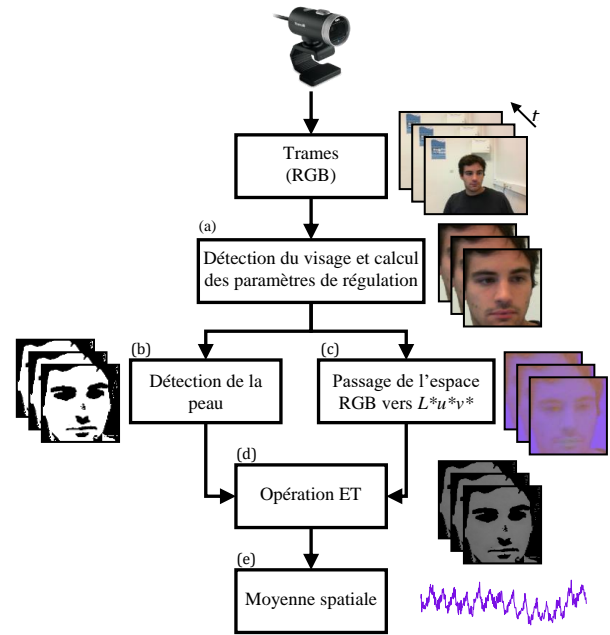 t
Trames
(RGB)
(a)
Détection du visage et calcul
des paramètres de régulation
(b)
Détection de la
peau
(c)
Passage de l'espace
RGB vers L*u*v*
(d)
Opération ET
(e)
Moyenne spatiale